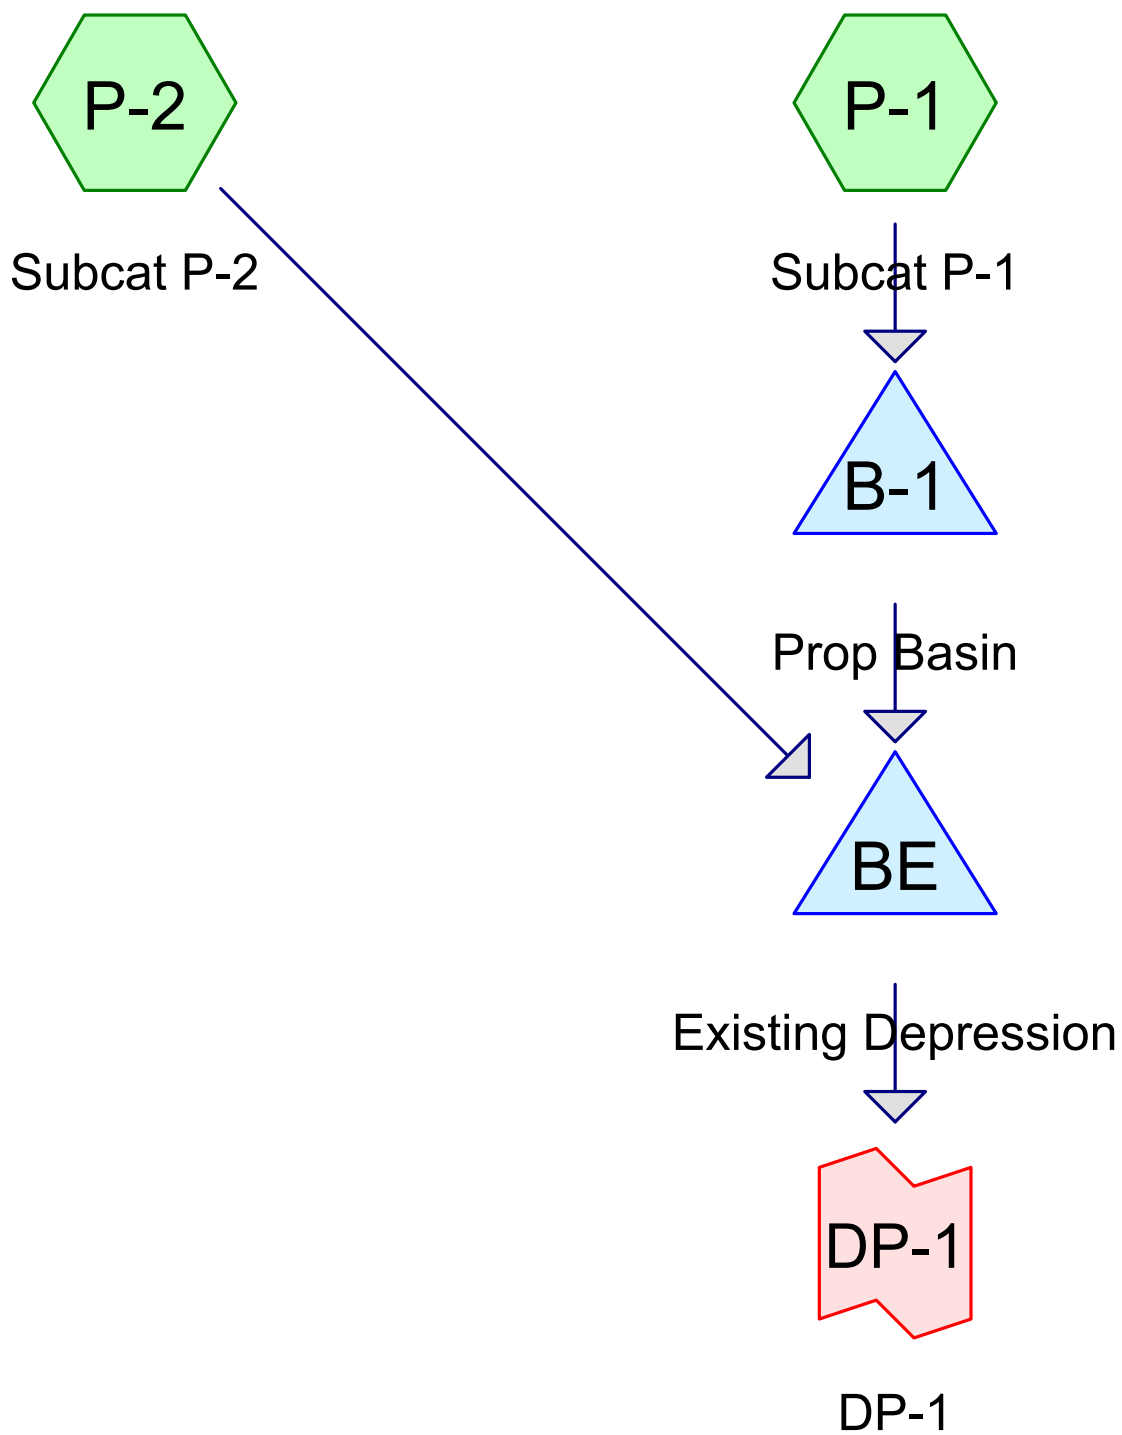 P-2
P-1
Subcat P-2
Subcat P-1
B-1
Prop Basin
BE
Existing Depression
DP-1
DP-1